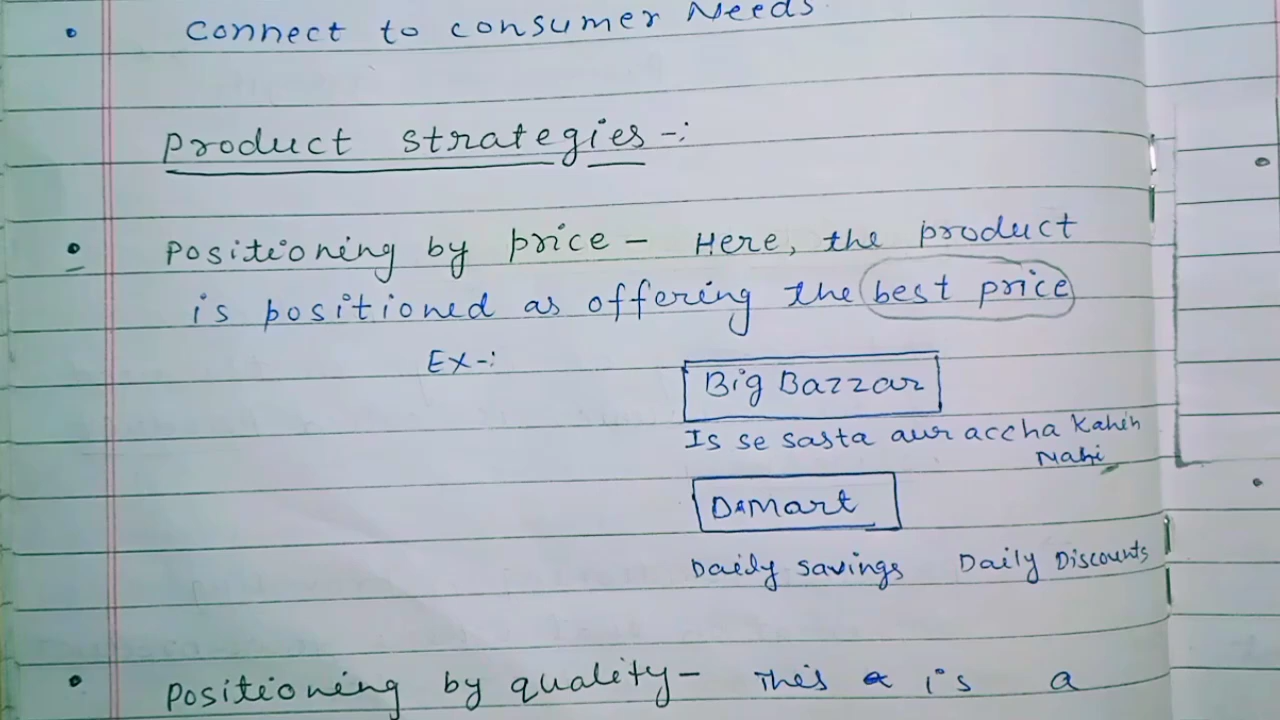 • Connect to consumer Needs
Product strategies -:
• Positioning by price - Here, the product
is positioned as offering the best price
Ex-:
Big Bazzar
Is se sasta aur accha Kahin
Nahi
D-Mart
Daily savings Daily Discounts
• Positioning by quality - This is a